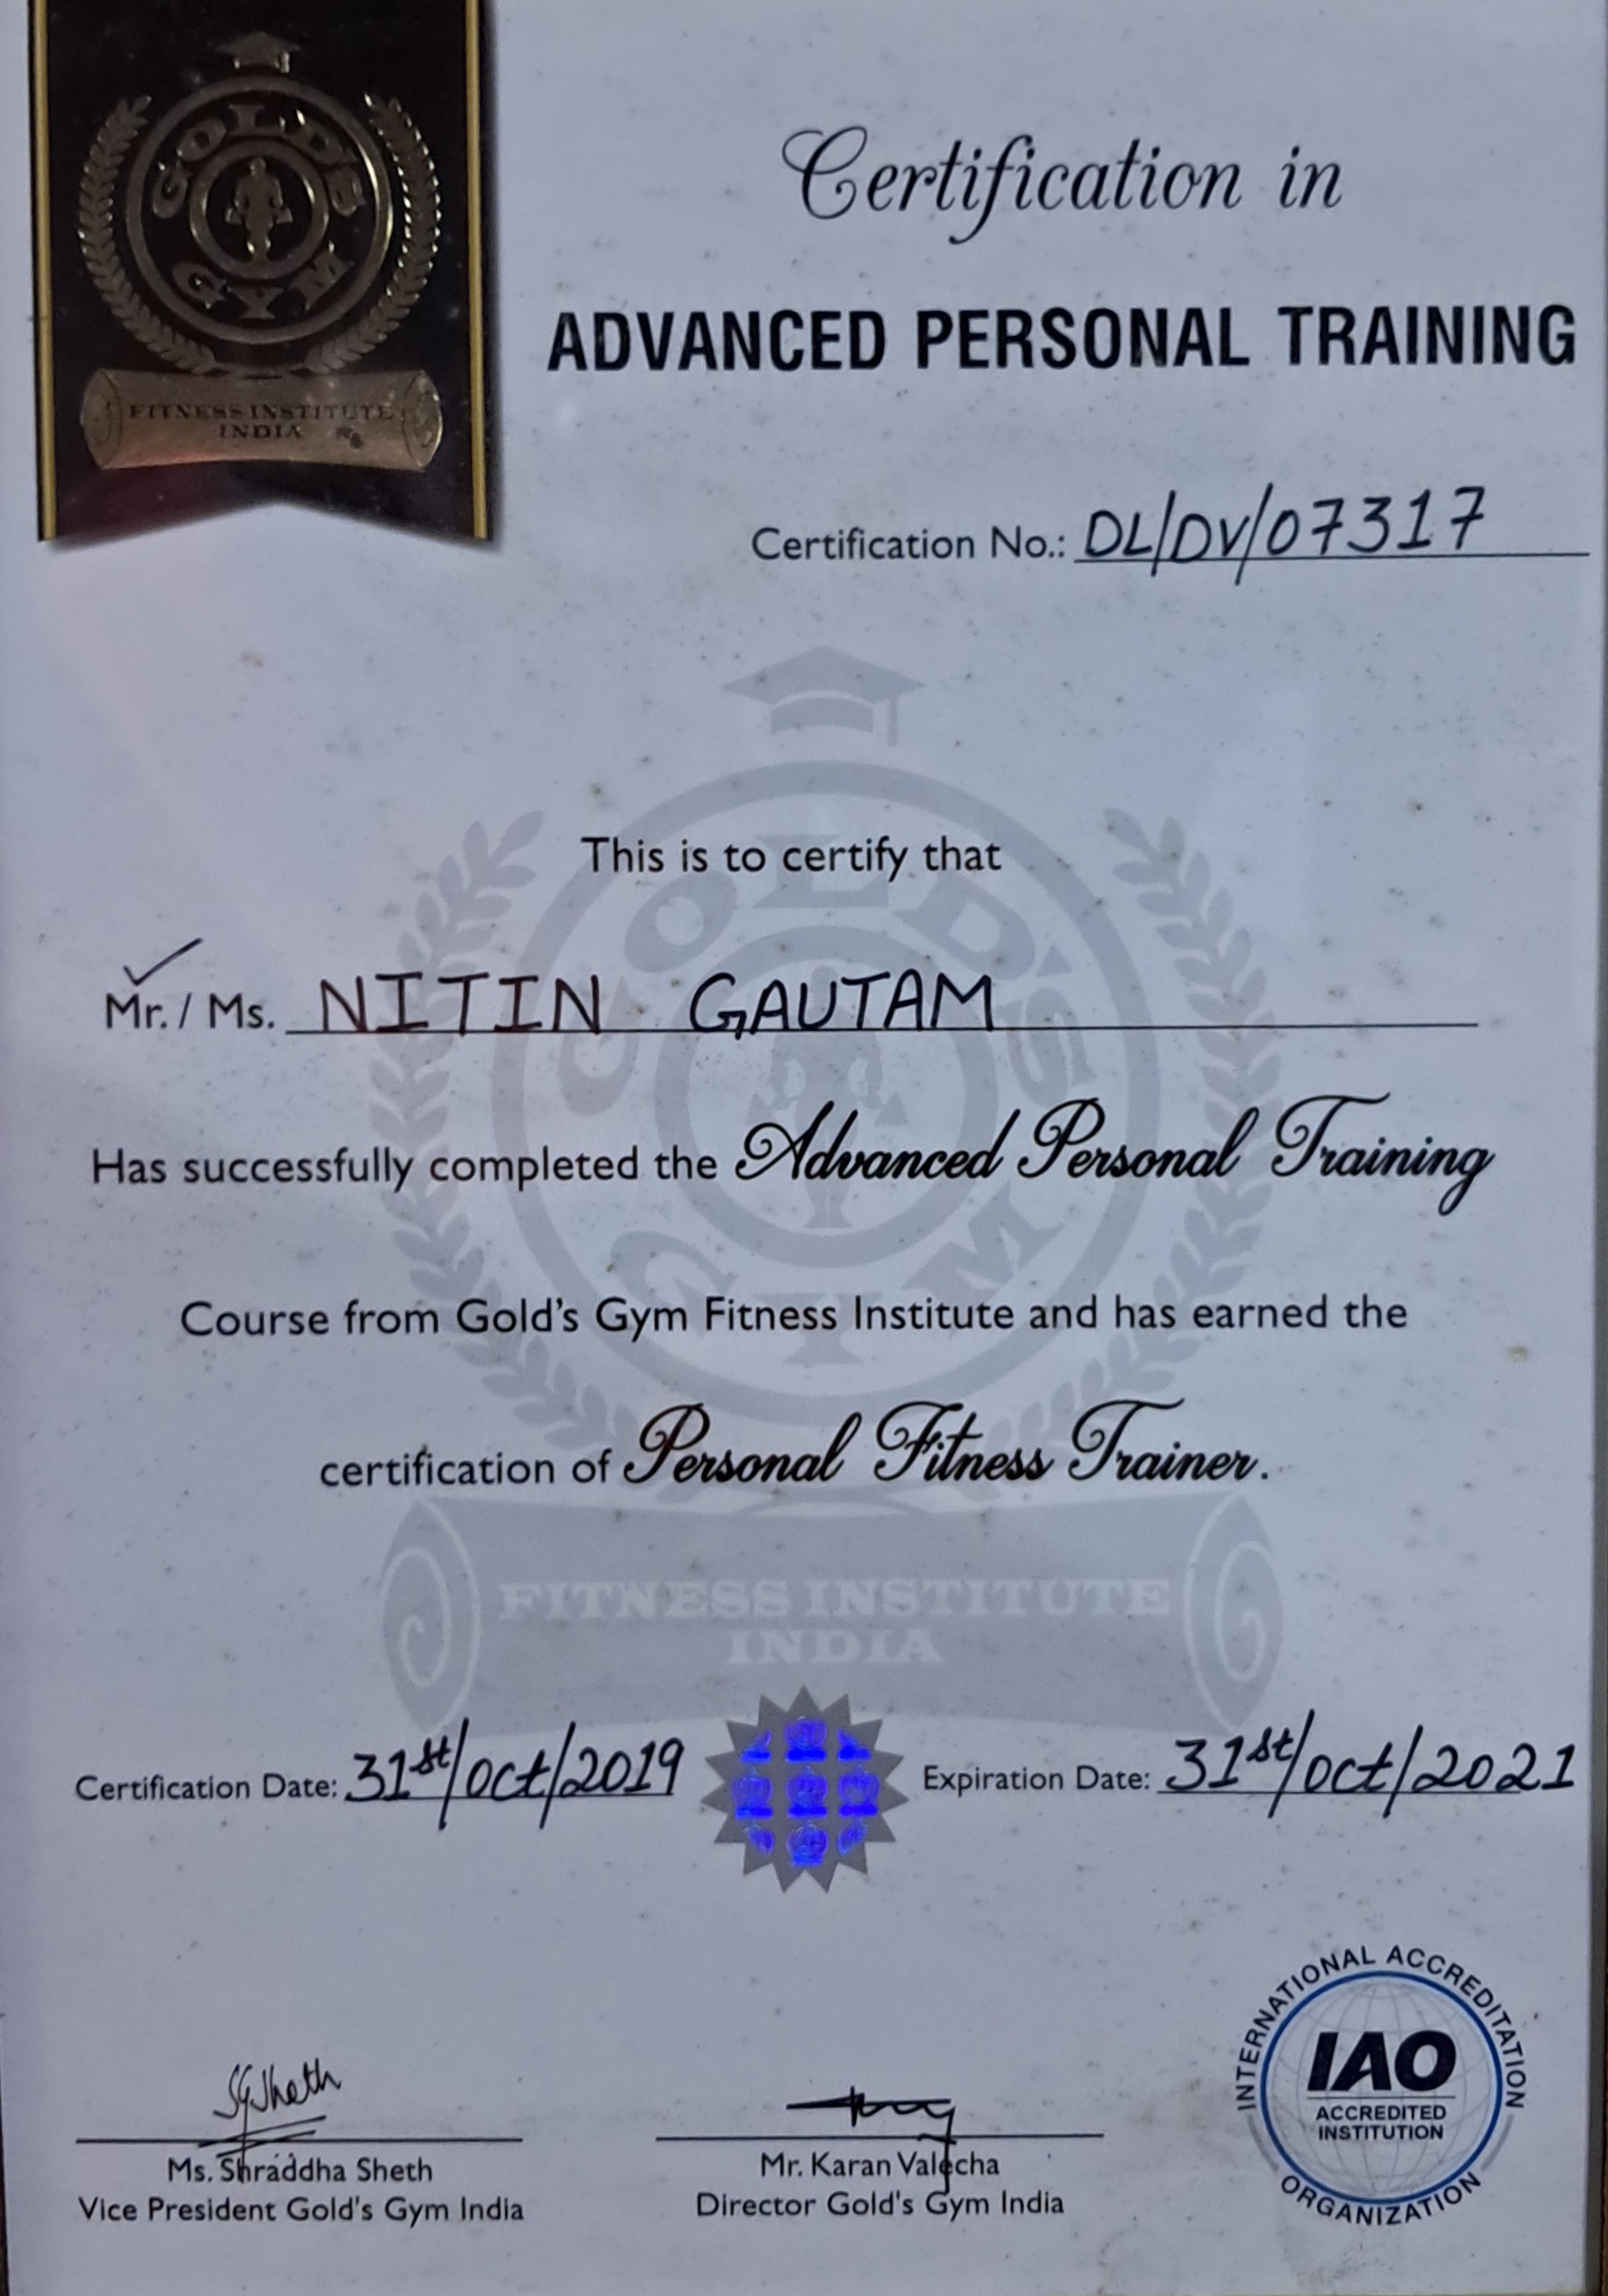 GOLD'S GYM
FITNESS INSTITUTE
INDIA
Certification in
ADVANCED PERSONAL TRAINING
Certification No.: DL/DV/07317
This is to certify that
Mr. / Ms. NITIN GAUTAM
Has successfully completed the Advanced Personal Training
Course from Gold's Gym Fitness Institute and has earned the
certification of Personal Fitness Trainer.
GOLD'S GYM
FITNESS INSTITUTE
INDIA
Certification Date: 31st/Oct/2019
Expiration Date: 31st/Oct/2021
SGSheth
Ms. Shraddha Sheth
Vice President Gold's Gym India
Mr. Karan Valecha
Director Gold's Gym India
INTERNATIONAL ACCREDITATION
IAO
ACCREDITED
INSTITUTION
ORGANIZATION